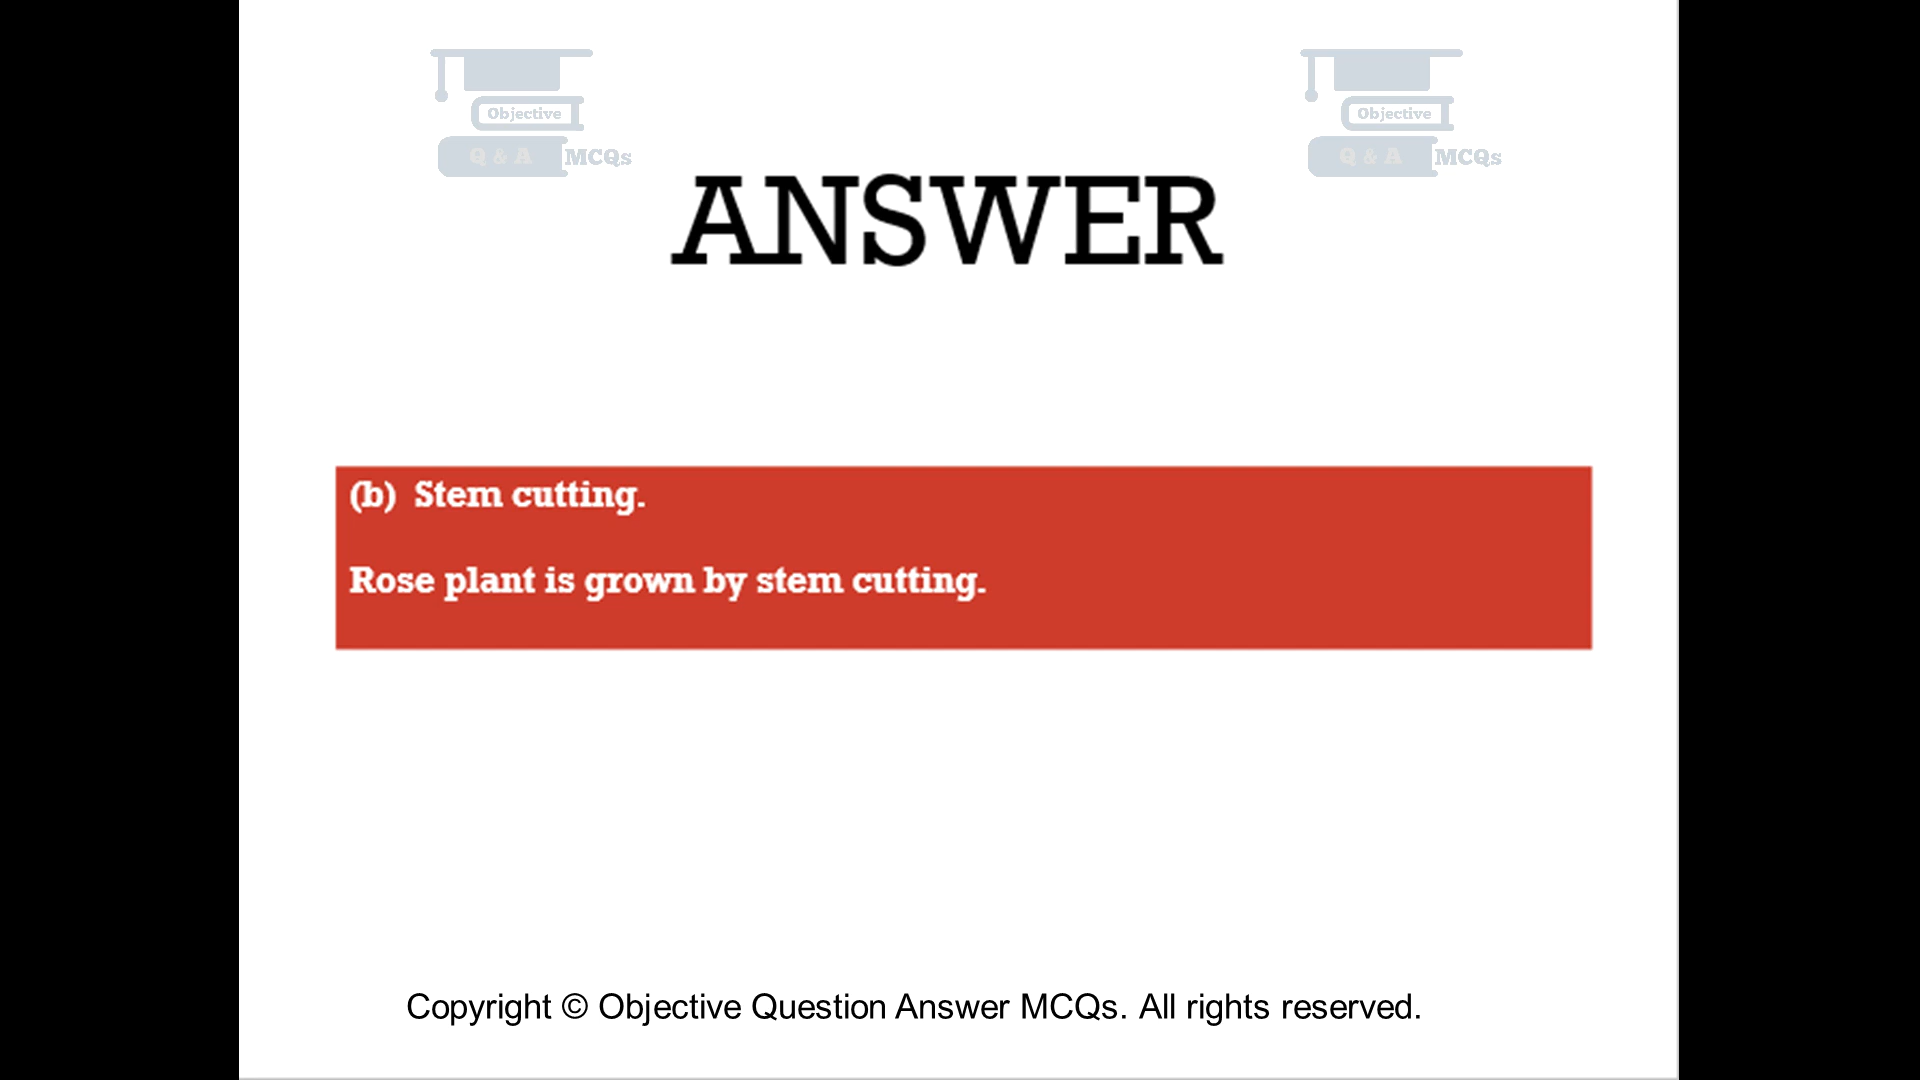 Objective
Q & A MCQs
Objective
Q & A MCQs
ANSWER
(b) Stem cutting.
Rose plant is grown by stem cutting.
Copyright © Objective Question Answer MCQs. All rights reserved.